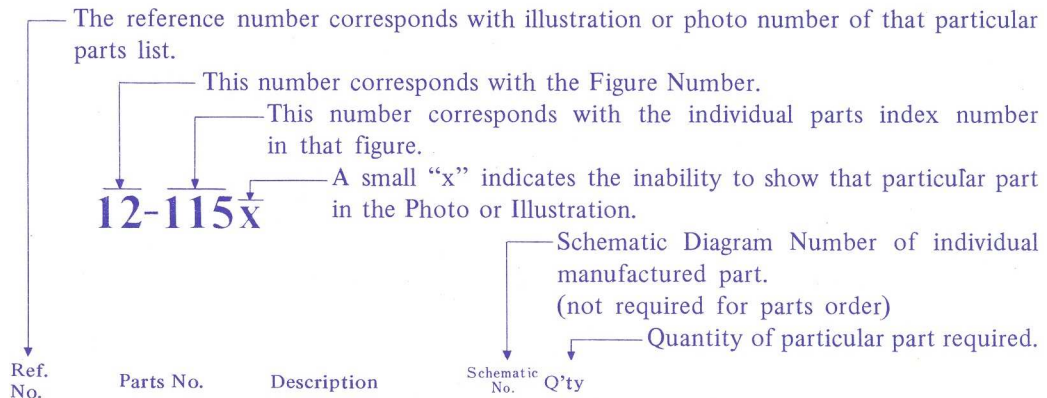 The reference number corresponds with illustration or photo number of that particular
parts list.
This number corresponds with the Figure Number.
This number corresponds with the individual parts index number
in that figure.
A small “x” indicates the inability to show that particular part
in the Photo or Illustration.
12-115x
Schematic Diagram Number of individual
manufactured part.
(not required for parts order)
Quantity of particular part required.
Ref.
No.
Parts No.
Description
Schematic
No.
Q'ty